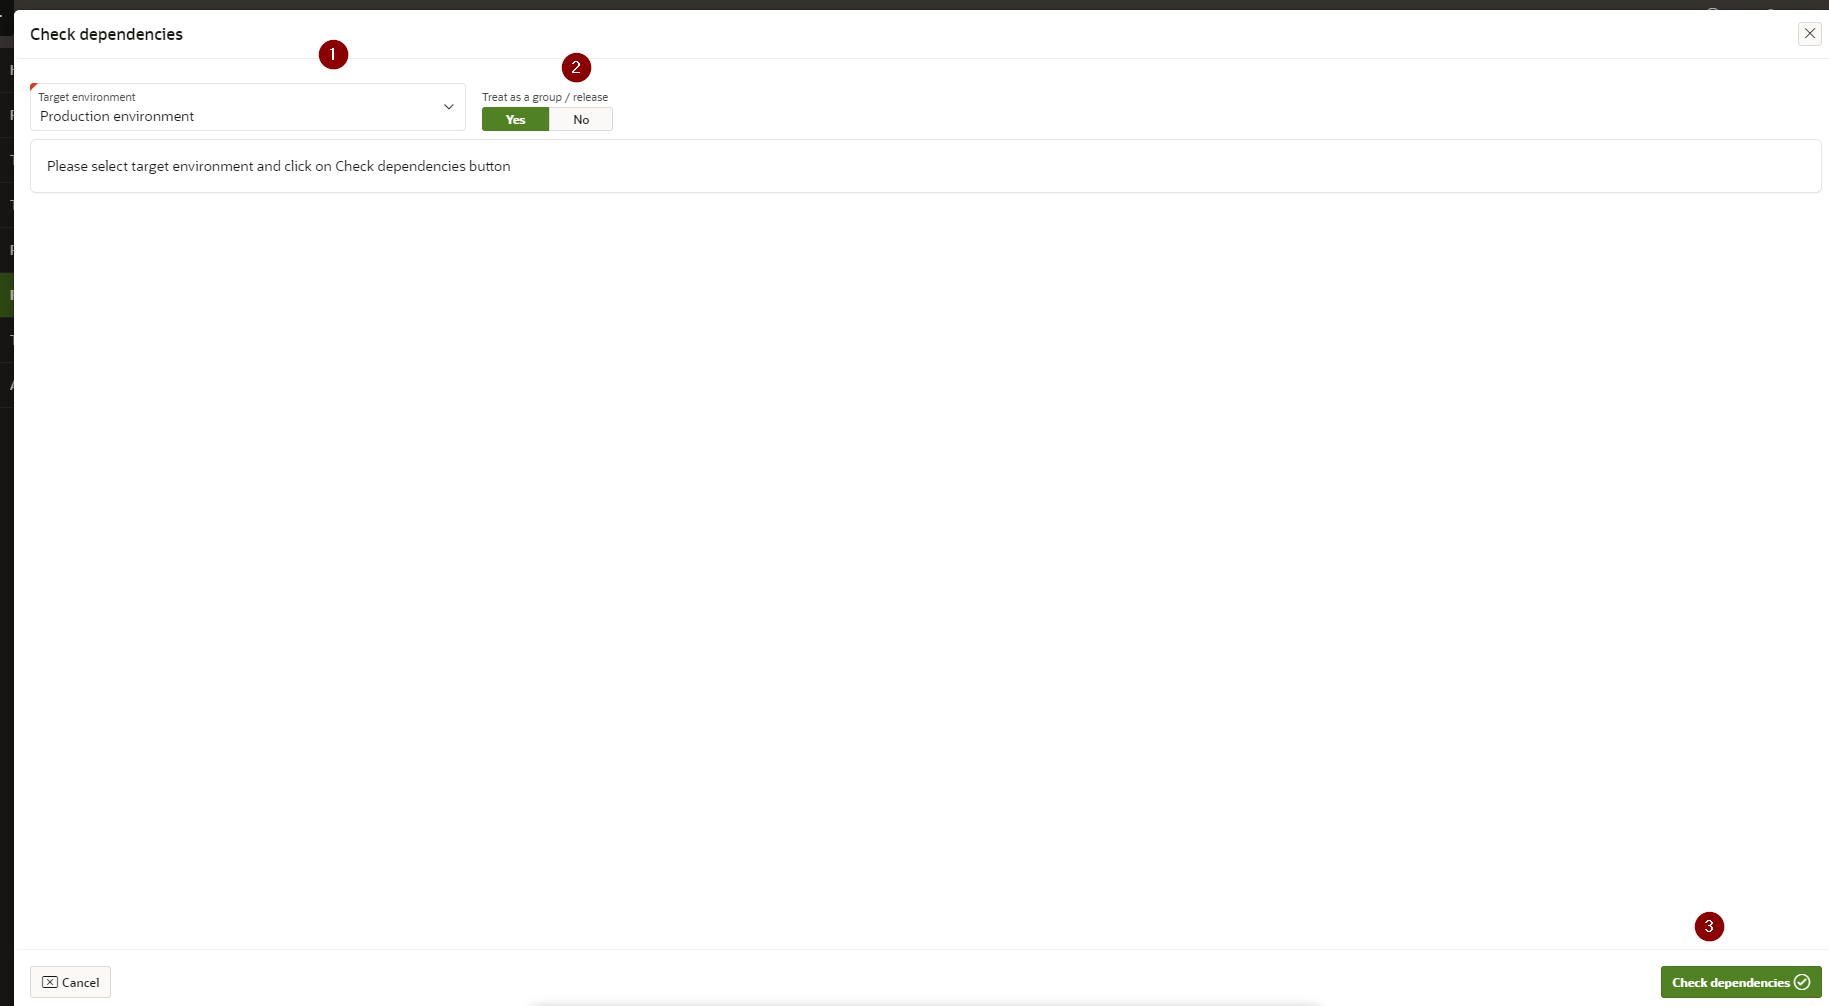 Check dependencies
1
2
Target environment
Treat as a group / release
Production environment
Yes
No
Please select target environment and click on Check dependencies button
3
Cancel
Check dependencies